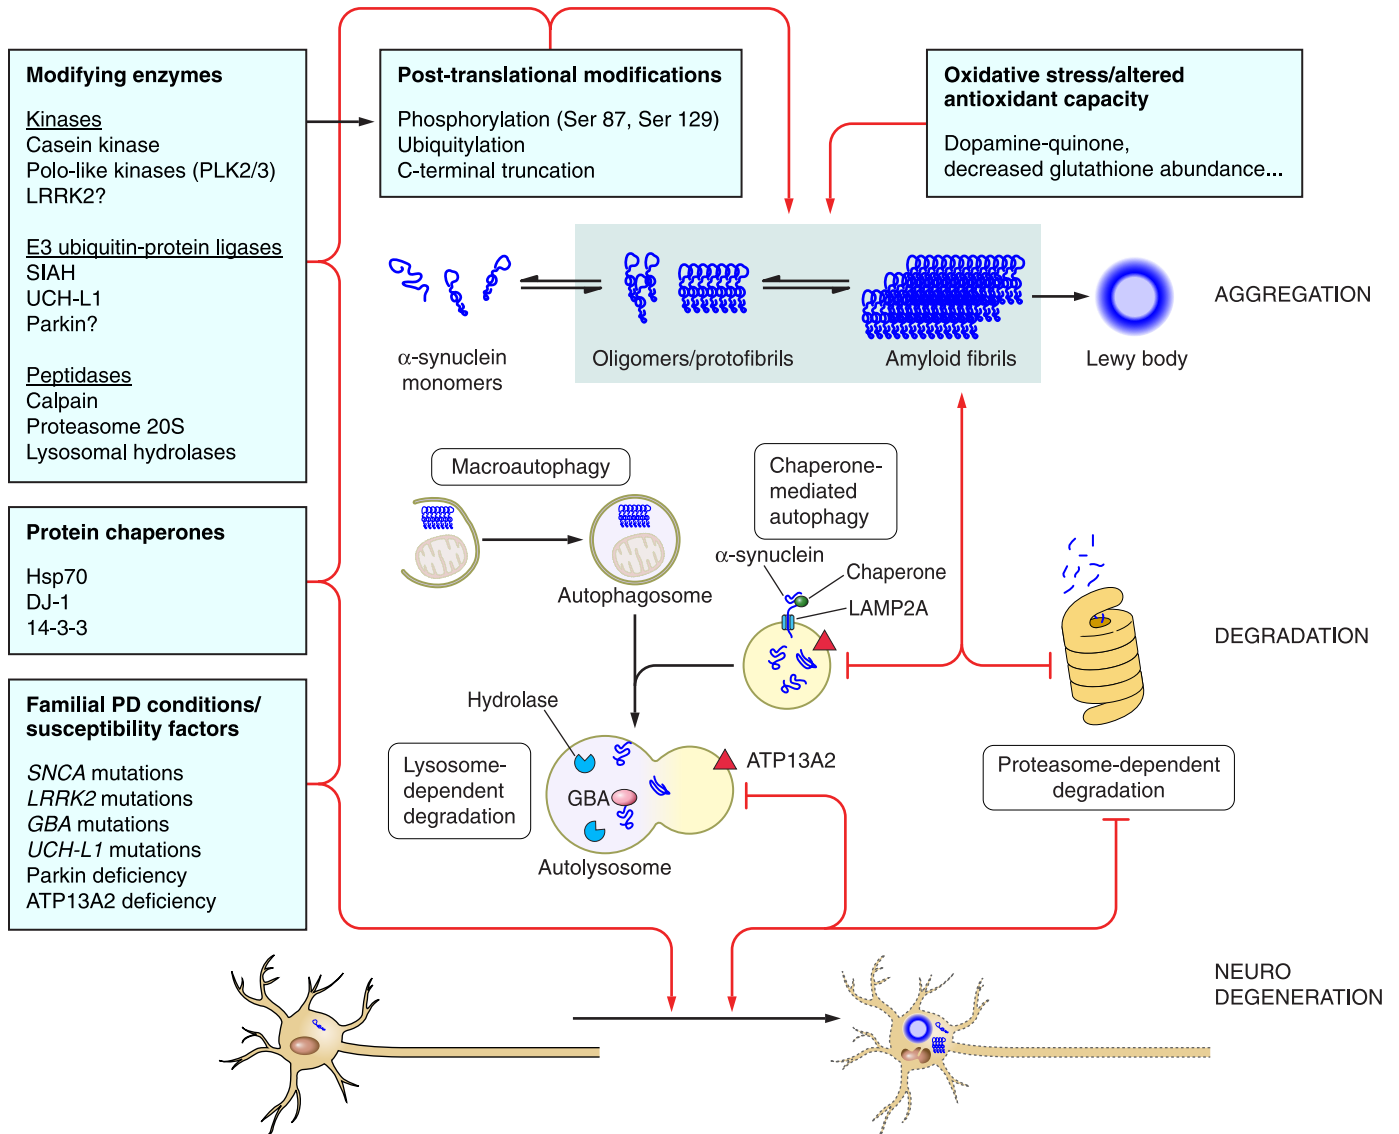 Modifying enzymes
Kinases
Casein kinase
Polo-like kinases (PLK2/3)
LRRK2?
E3 ubiquitin-protein ligases
SIAH
UCH-L1
Parkin?
Peptidases
Calpain
Proteasome 20S
Lysosomal hydrolases
Post-translational modifications
Phosphorylation (Ser 87, Ser 129)
Ubiquitylation
C-terminal truncation
Oxidative stress/altered
antioxidant capacity
Dopamine-quinone,
decreased glutathione abundance...
α-synuclein
monomers
Oligomers/protofibrils
Amyloid fibrils
Lewy body
AGGREGATION
Protein chaperones
Hsp70
DJ-1
14-3-3
Macroautophagy
Autophagosome
Chaperone-
mediated
autophagy
α-synuclein
Chaperone
LAMP2A
DEGRADATION
Familial PD conditions/
susceptibility factors
SNCA mutations
LRRK2 mutations
GBA mutations
UCH-L1 mutations
Parkin deficiency
ATP13A2 deficiency
Hydrolase
Lysosome-
dependent
degradation
GBA
ATP13A2
Autolysosome
Proteasome-dependent
degradation
NEURO
DEGENERATION